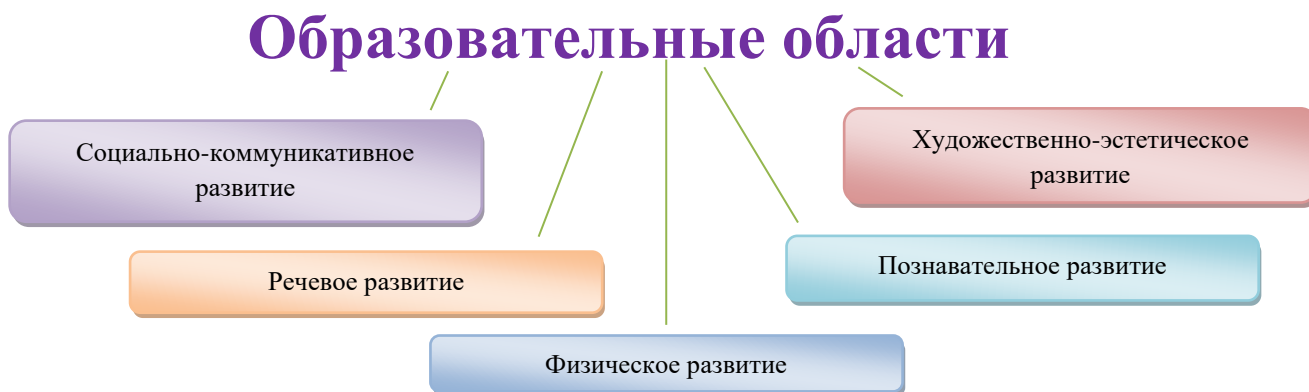 Образовательные области
Социально-коммуникативное
развитие
Художественно-эстетическое
развитие
Речевое развитие
Познавательное развитие
Физическое развитие